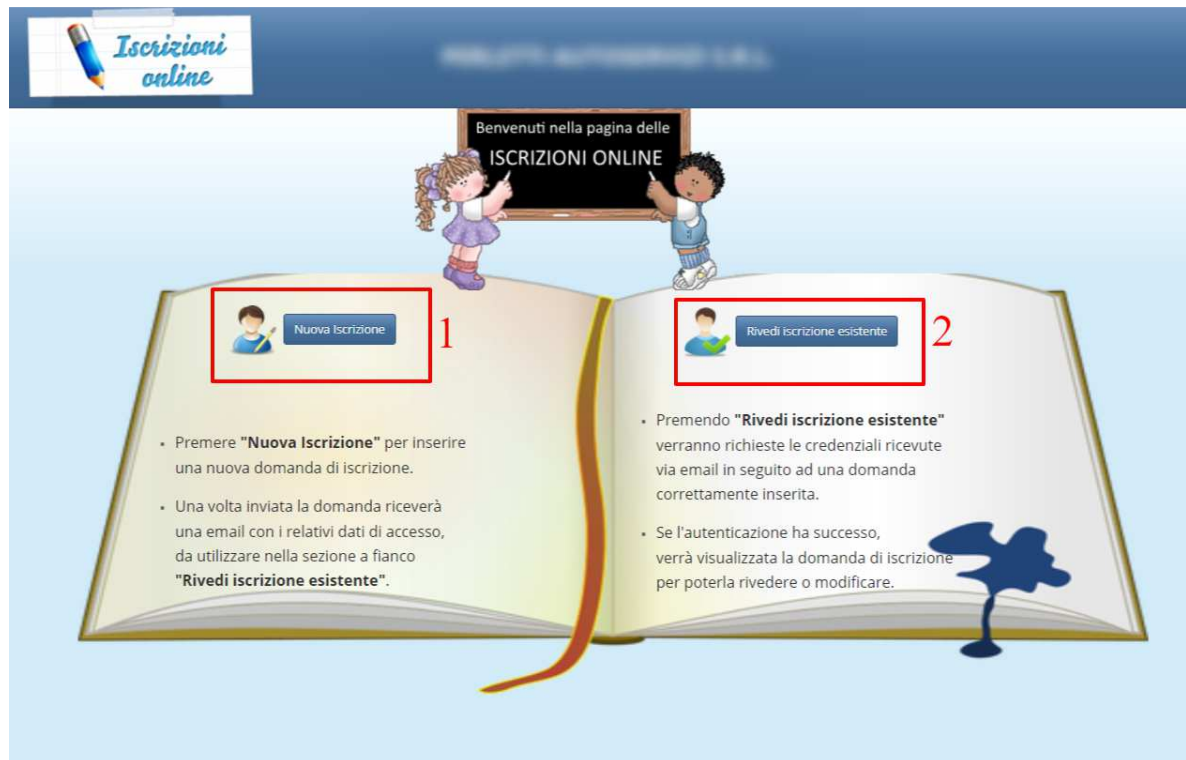 Iscrizioni
online
Benvenuti nella pagina delle
ISCRIZIONI ONLINE
Nuova Iscrizione
1
• Premere "Nuova Iscrizione" per inserire
una nuova domanda di iscrizione.
• Una volta inviata la domanda riceverà
una email con i relativi dati di accesso,
da utilizzare nella sezione a fianco
"Rivedi iscrizione esistente".
Rivedi iscrizione esistente
2
• Premendo "Rivedi iscrizione esistente"
verranno richieste le credenziali ricevute
via email in seguito ad una domanda
correttamente inserita.
• Se l'autenticazione ha successo,
verrà visualizzata la domanda di iscrizione
per poterla rivedere o modificare.